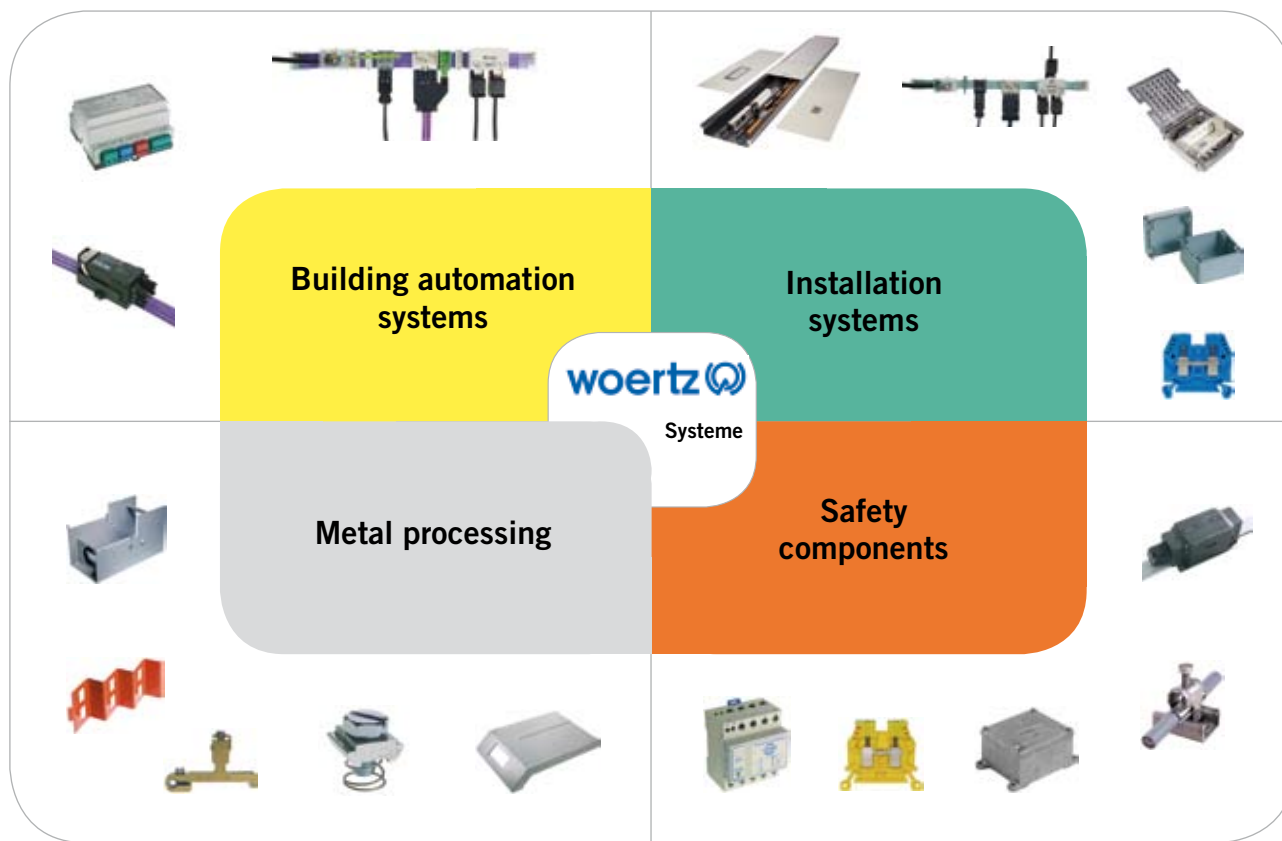 Building automation
systems
Installation
systems
woertz
Systeme
Metal processing
Safety
components